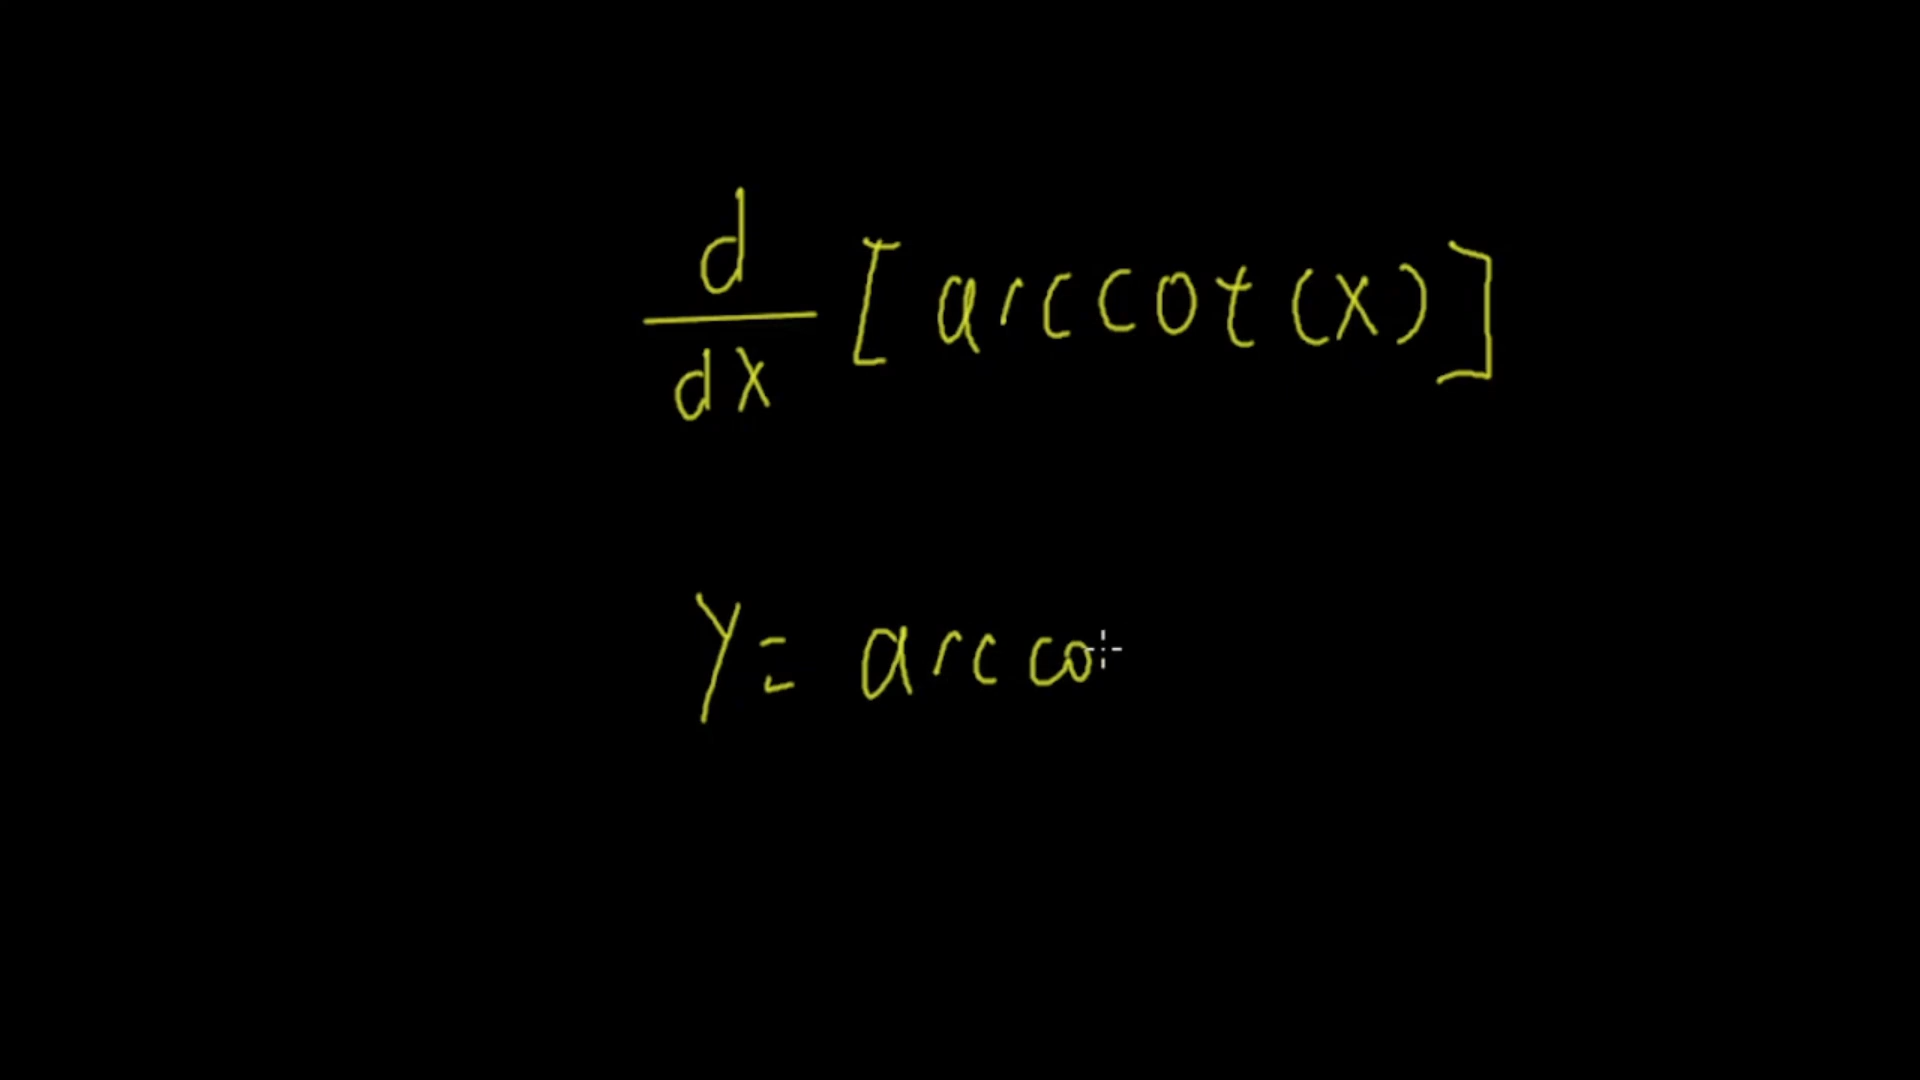 d/dx [arccot(x)]
y = arcco